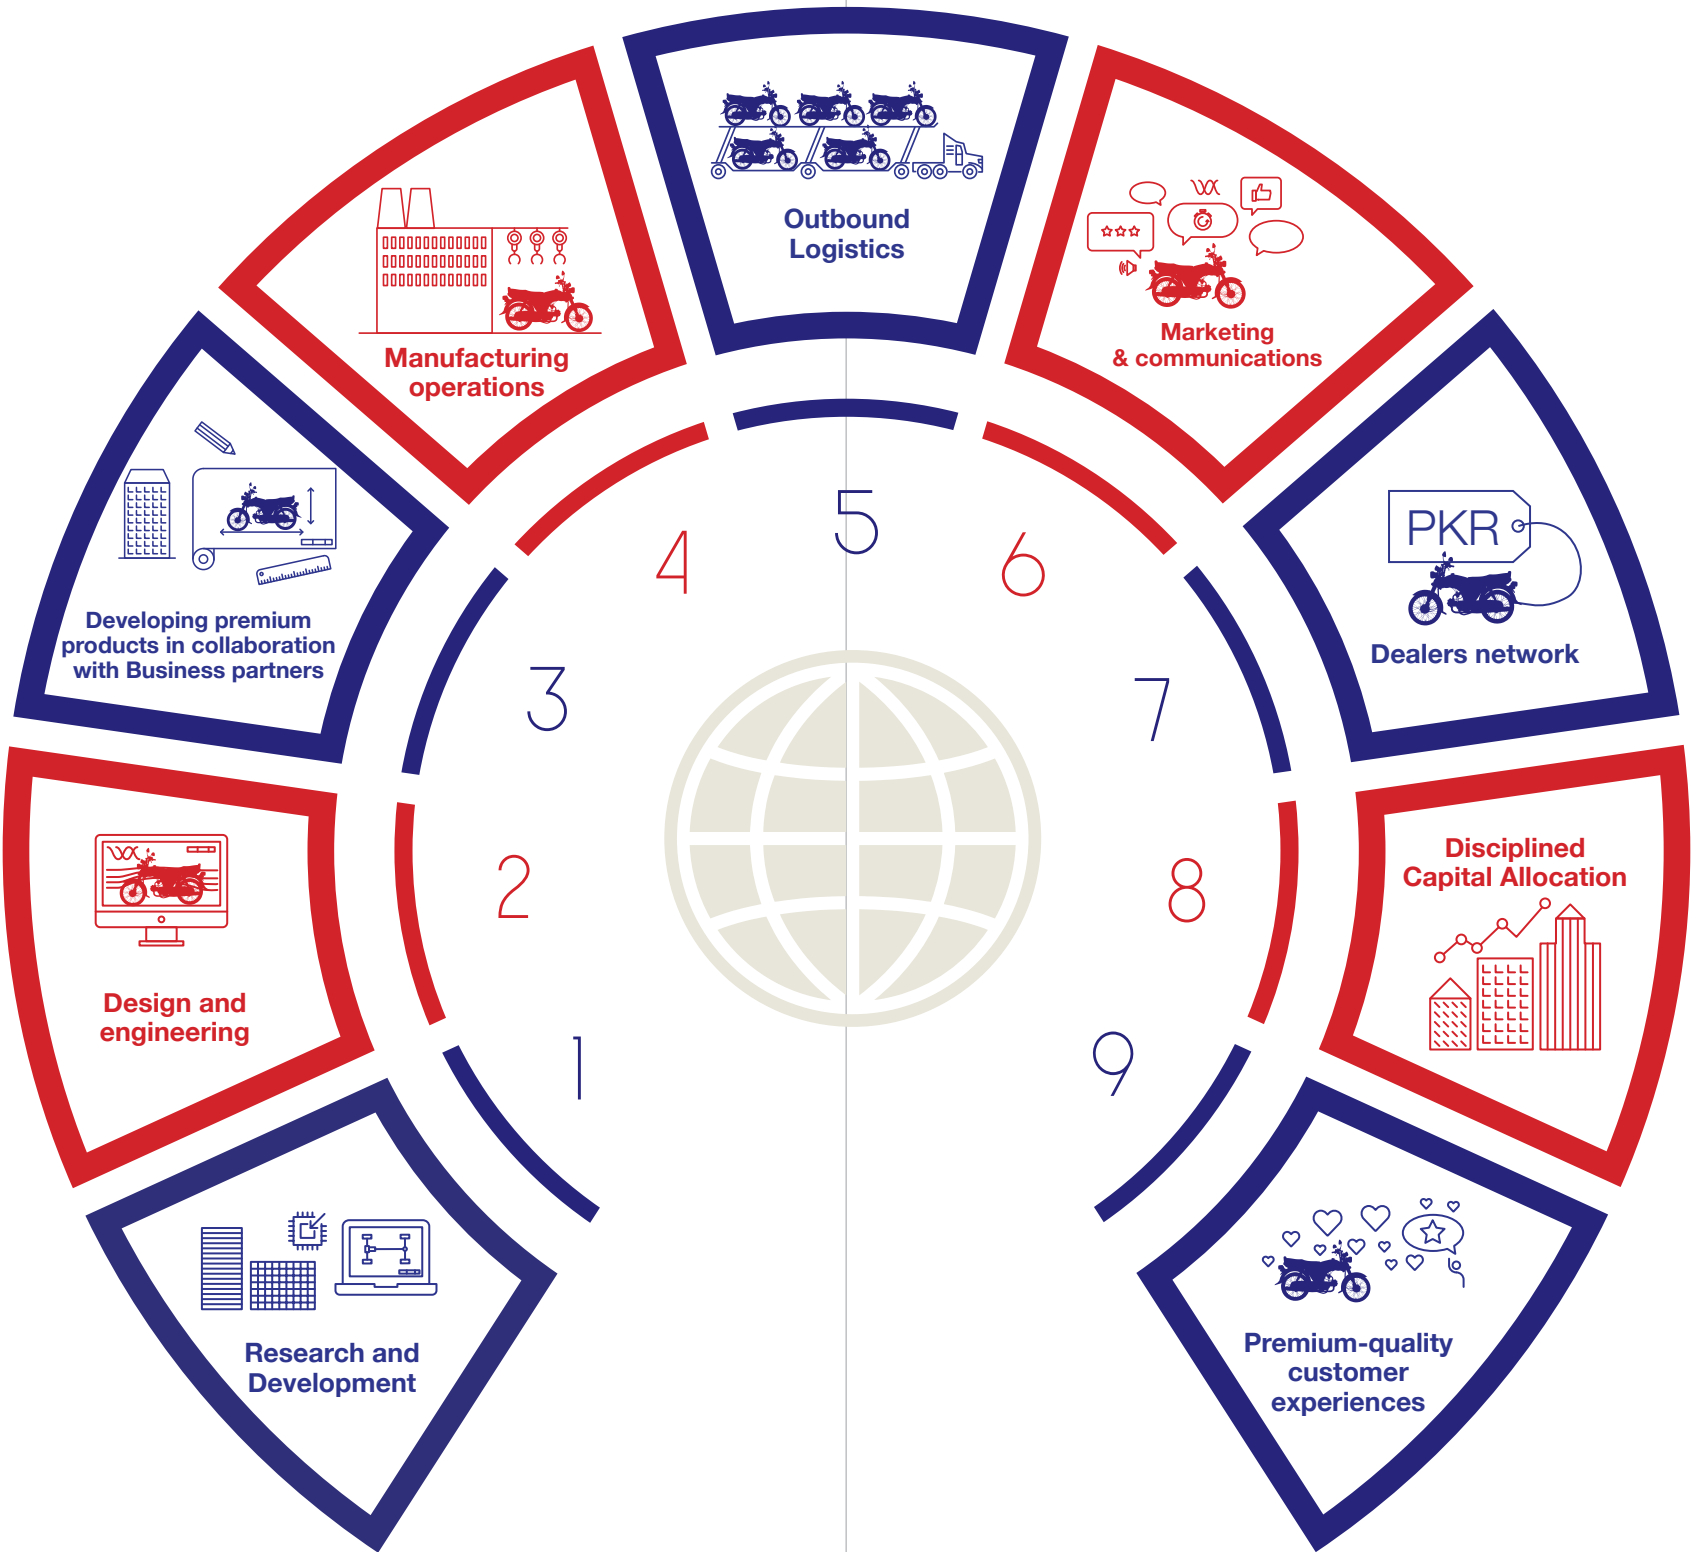 Outbound
Logistics
Manufacturing
operations
Marketing
& communications
Developing premium
products in collaboration
with Business partners
PKR
Dealers network
Design and
engineering
Disciplined
Capital Allocation
Research and
Development
Premium-quality
customer
experiences
1
2
3
4
5
6
7
8
9